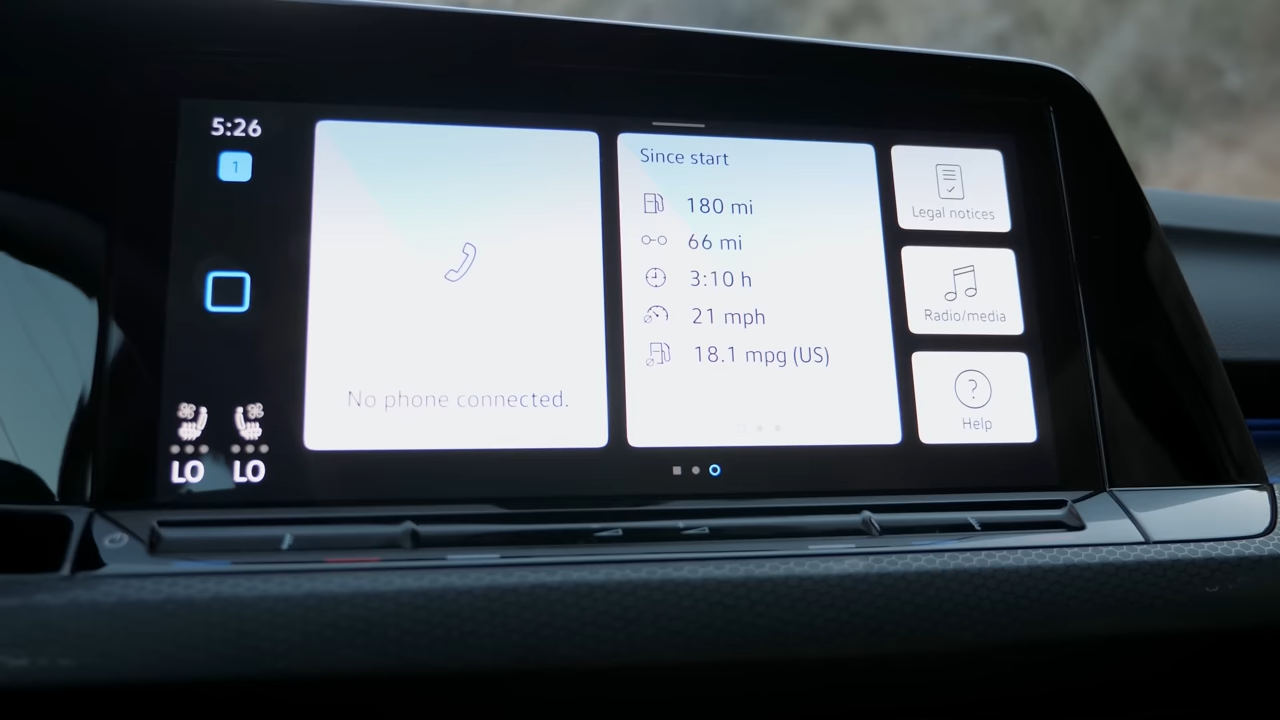 5:26
1
No phone connected.
Since start
180 mi
66 mi
3:10 h
21 mph
18.1 mpg (US)
Legal notices
Radio/media
?
Help
LO
LO